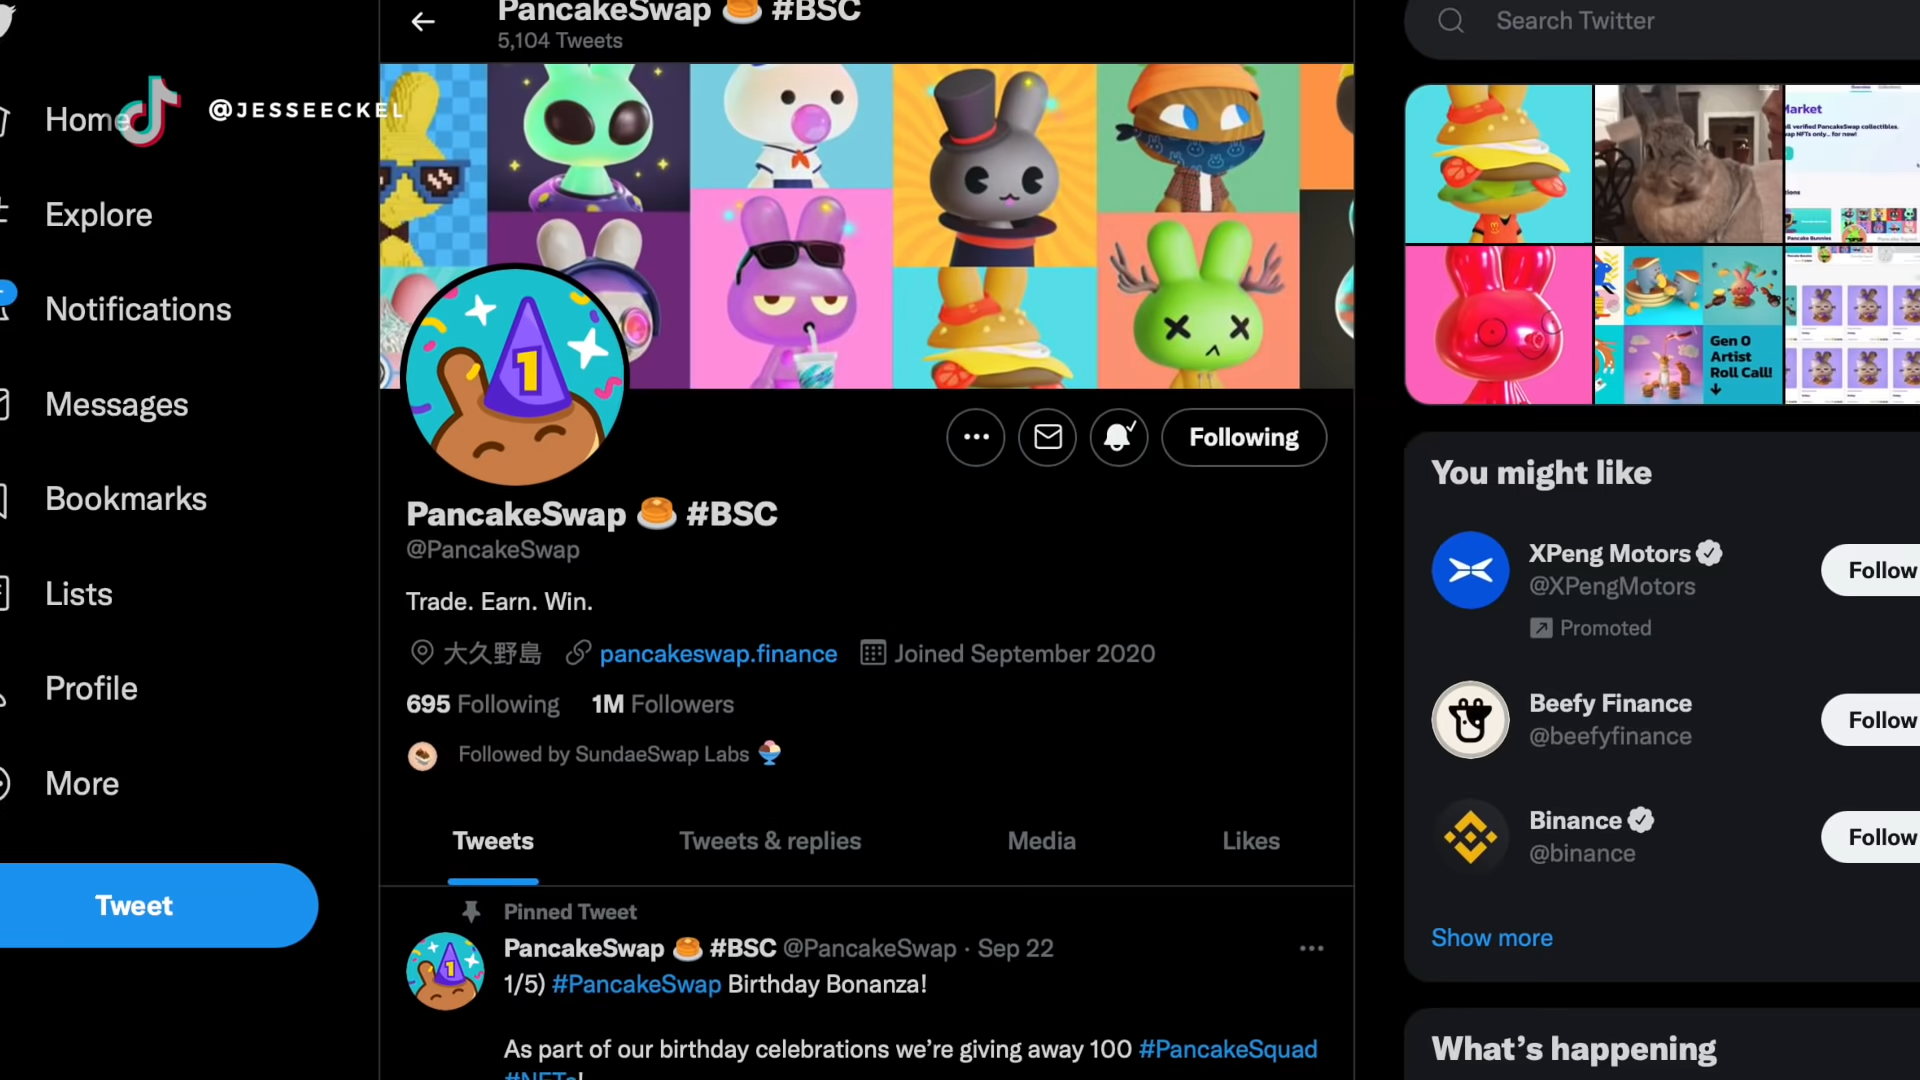 PancakeSwap 🥞 #BSC
5,104 Tweets
Search Twitter
Home
@JESSEECKEL
Explore
Notifications
Messages
Bookmarks
Lists
Profile
More
Tweet
1
Following
PancakeSwap 🥞 #BSC
@PancakeSwap
Trade. Earn. Win.
大久野島 pancakeswap.finance Joined September 2020
695 Following 1M Followers
Followed by SundaeSwap Labs 🍨
Tweets Tweets & replies Media Likes
Pinned Tweet
PancakeSwap 🥞 #BSC @PancakeSwap · Sep 22
1/5) #PancakeSwap Birthday Bonanza!
As part of our birthday celebrations we’re giving away 100 #PancakeSquad
#NFTs!
Gen 0
Artist
Roll Call!
You might like
XPeng Motors
@XPengMotors
Promoted
Follow
Beefy Finance
@beefyfinance
Follow
Binance
@binance
Follow
Show more
What’s happening